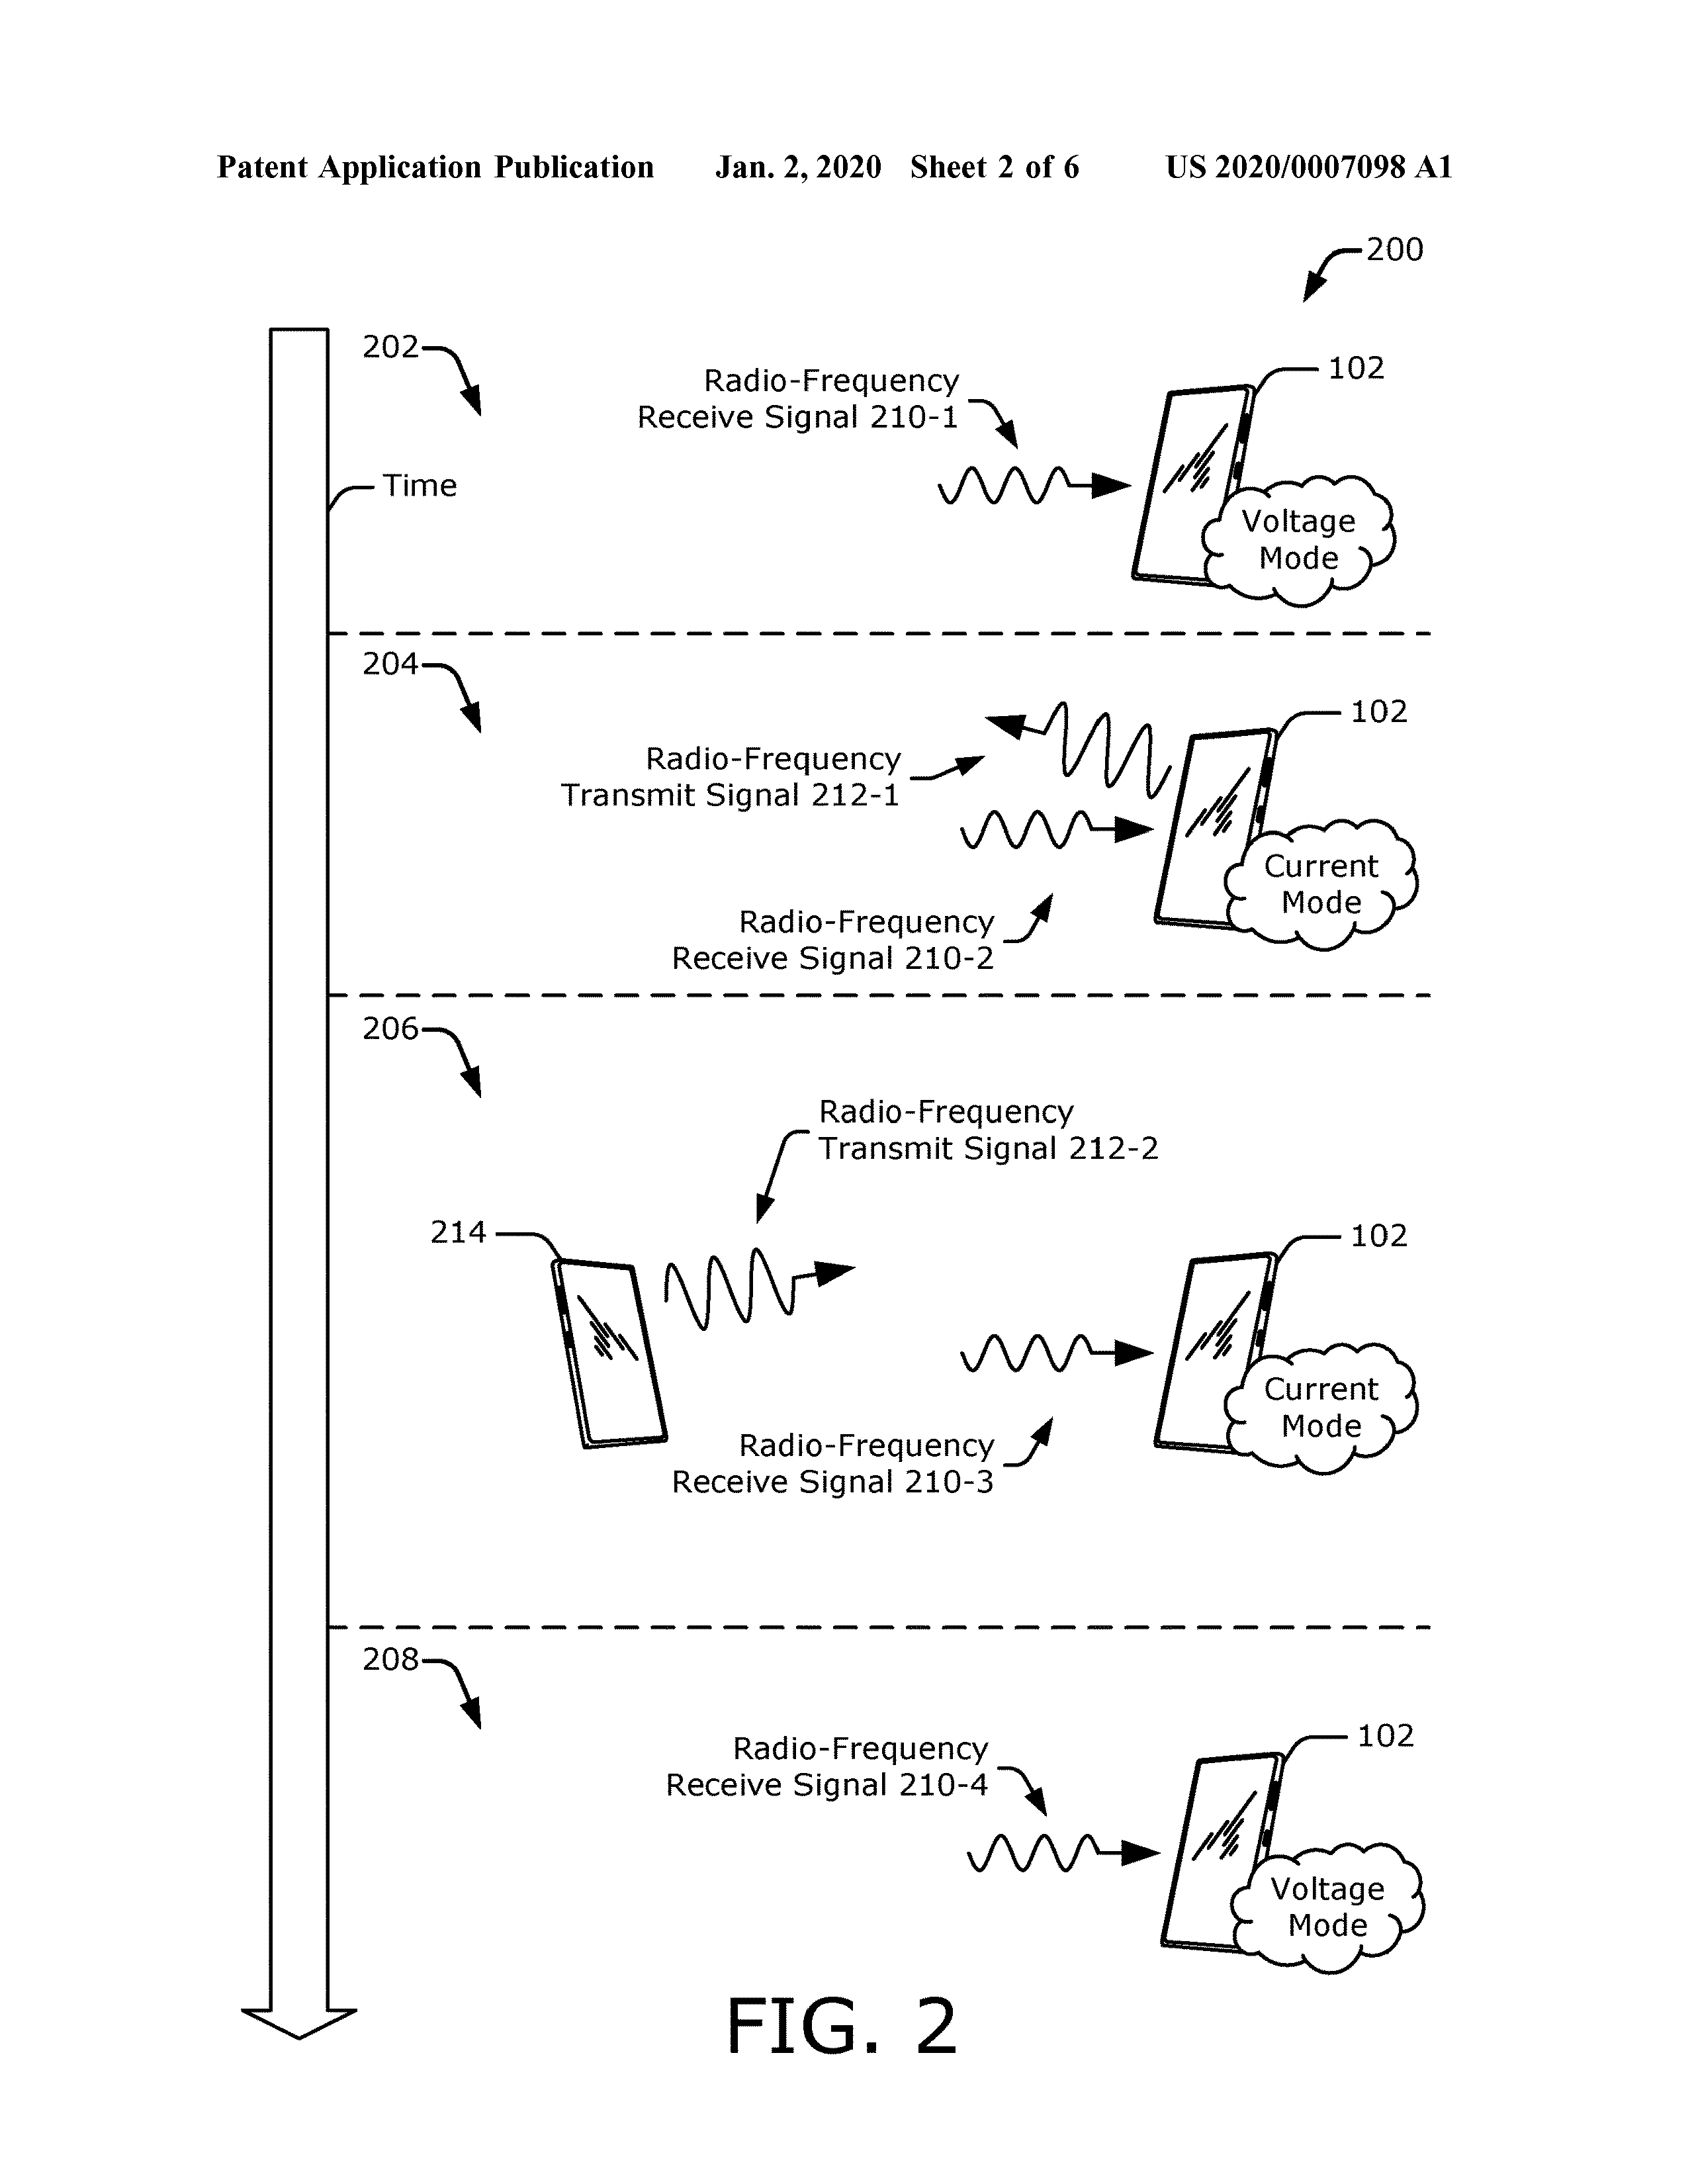 Patent Application Publication Jan. 2, 2020 Sheet 2 of 6 US 2020/0007098 A1
200
202
102
Radio-Frequency
Receive Signal 210-1
Time
Voltage
Mode
204
102
Radio-Frequency
Transmit Signal 212-1
Current
Mode
Radio-Frequency
Receive Signal 210-2
206
Radio-Frequency
Transmit Signal 212-2
214
102
Current
Mode
Radio-Frequency
Receive Signal 210-3
208
102
Radio-Frequency
Receive Signal 210-4
Voltage
Mode
FIG. 2